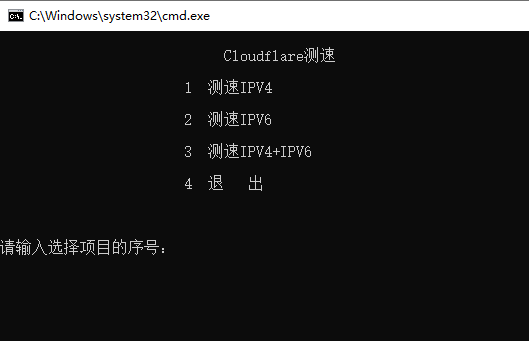 C:\Windows\system32\cmd.exe
Cloudflare测速
1 测速IPV4
2 测速IPV6
3 测速IPV4+IPV6
4 退 出
请输入选择项目的序号: